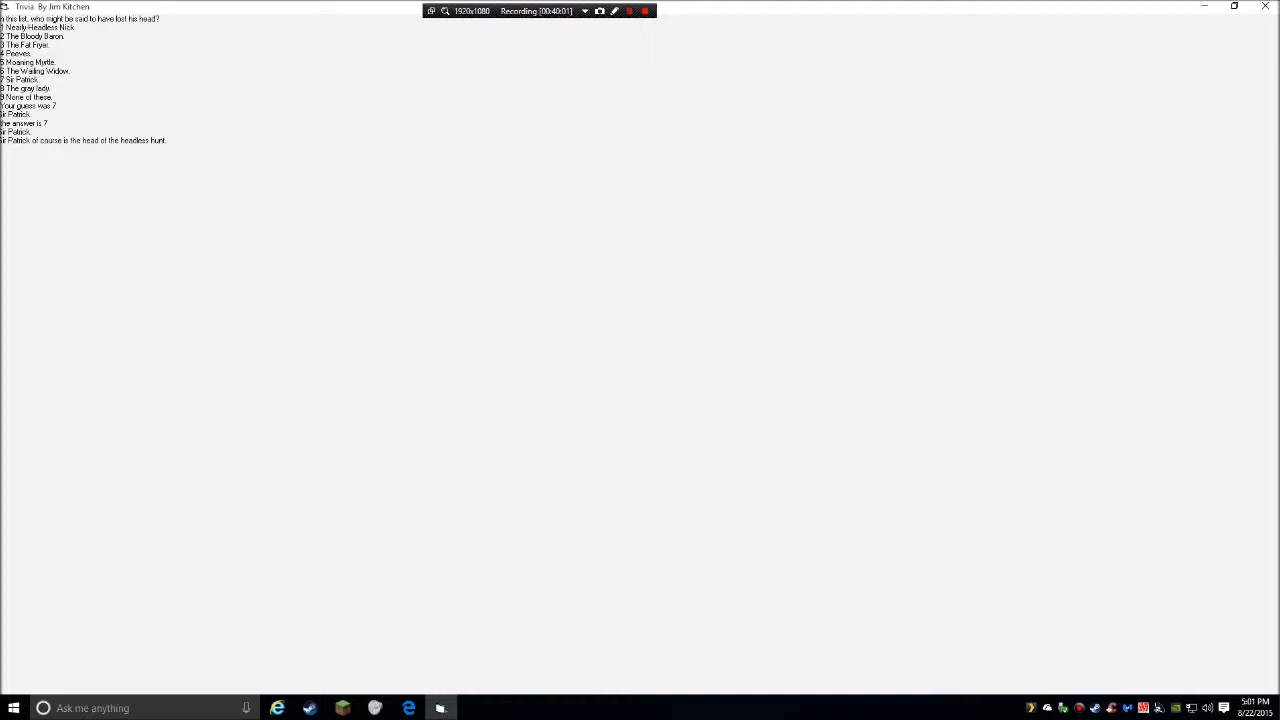 Trivia By Jim Kitchen
1920x1080 Recording [00:40:01]
n this list, who might be said to have lost his head?
1 Nearly-Headless Nick.
2 The Bloody Baron.
3 The Fat Fryer.
4 Peeves.
5 Moaning Myrtle.
6 The Wailing Widow.
7 Sir Patrick.
8 The gray lady.
9 None of these.
Your guess was 7
Sir Patrick.
the answer is 7
Sir Patrick.
Sir Patrick of course is the head of the headless hunt.
Ask me anything
5:01 PM
8/22/2015